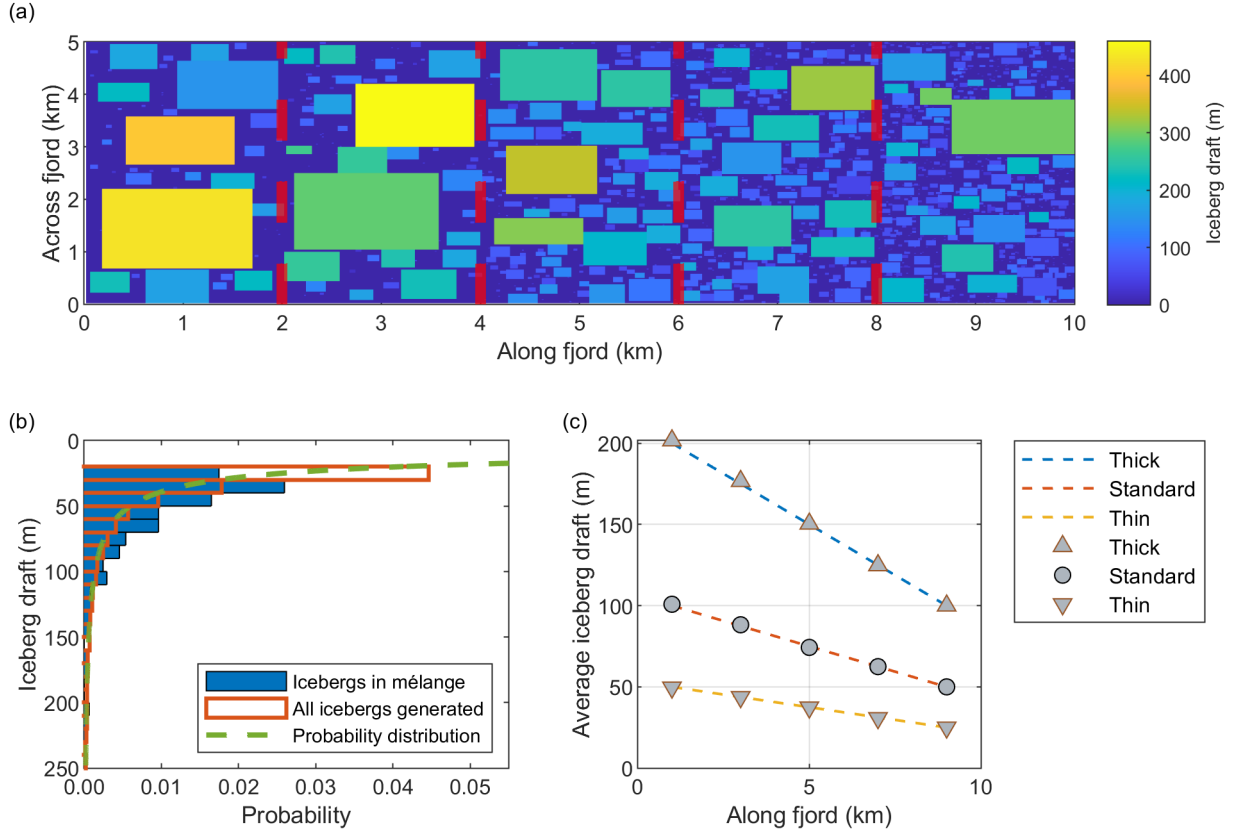 (a)
5
4
3
2
1
0
Across fjord (km)
0 1 2 3 4 5 6 7 8 9 10
Along fjord (km)
400
300
200
100
0
Iceberg draft (m)
(b)
0
50
100
150
200
250
Iceberg draft (m)
0.00 0.01 0.02 0.03 0.04 0.05
Probability
Icebergs in mélange
All icebergs generated
Probability distribution
(c)
200
150
100
50
0
Average iceberg draft (m)
0 5 10
Along fjord (km)
Thick
Standard
Thin
Thick
Standard
Thin